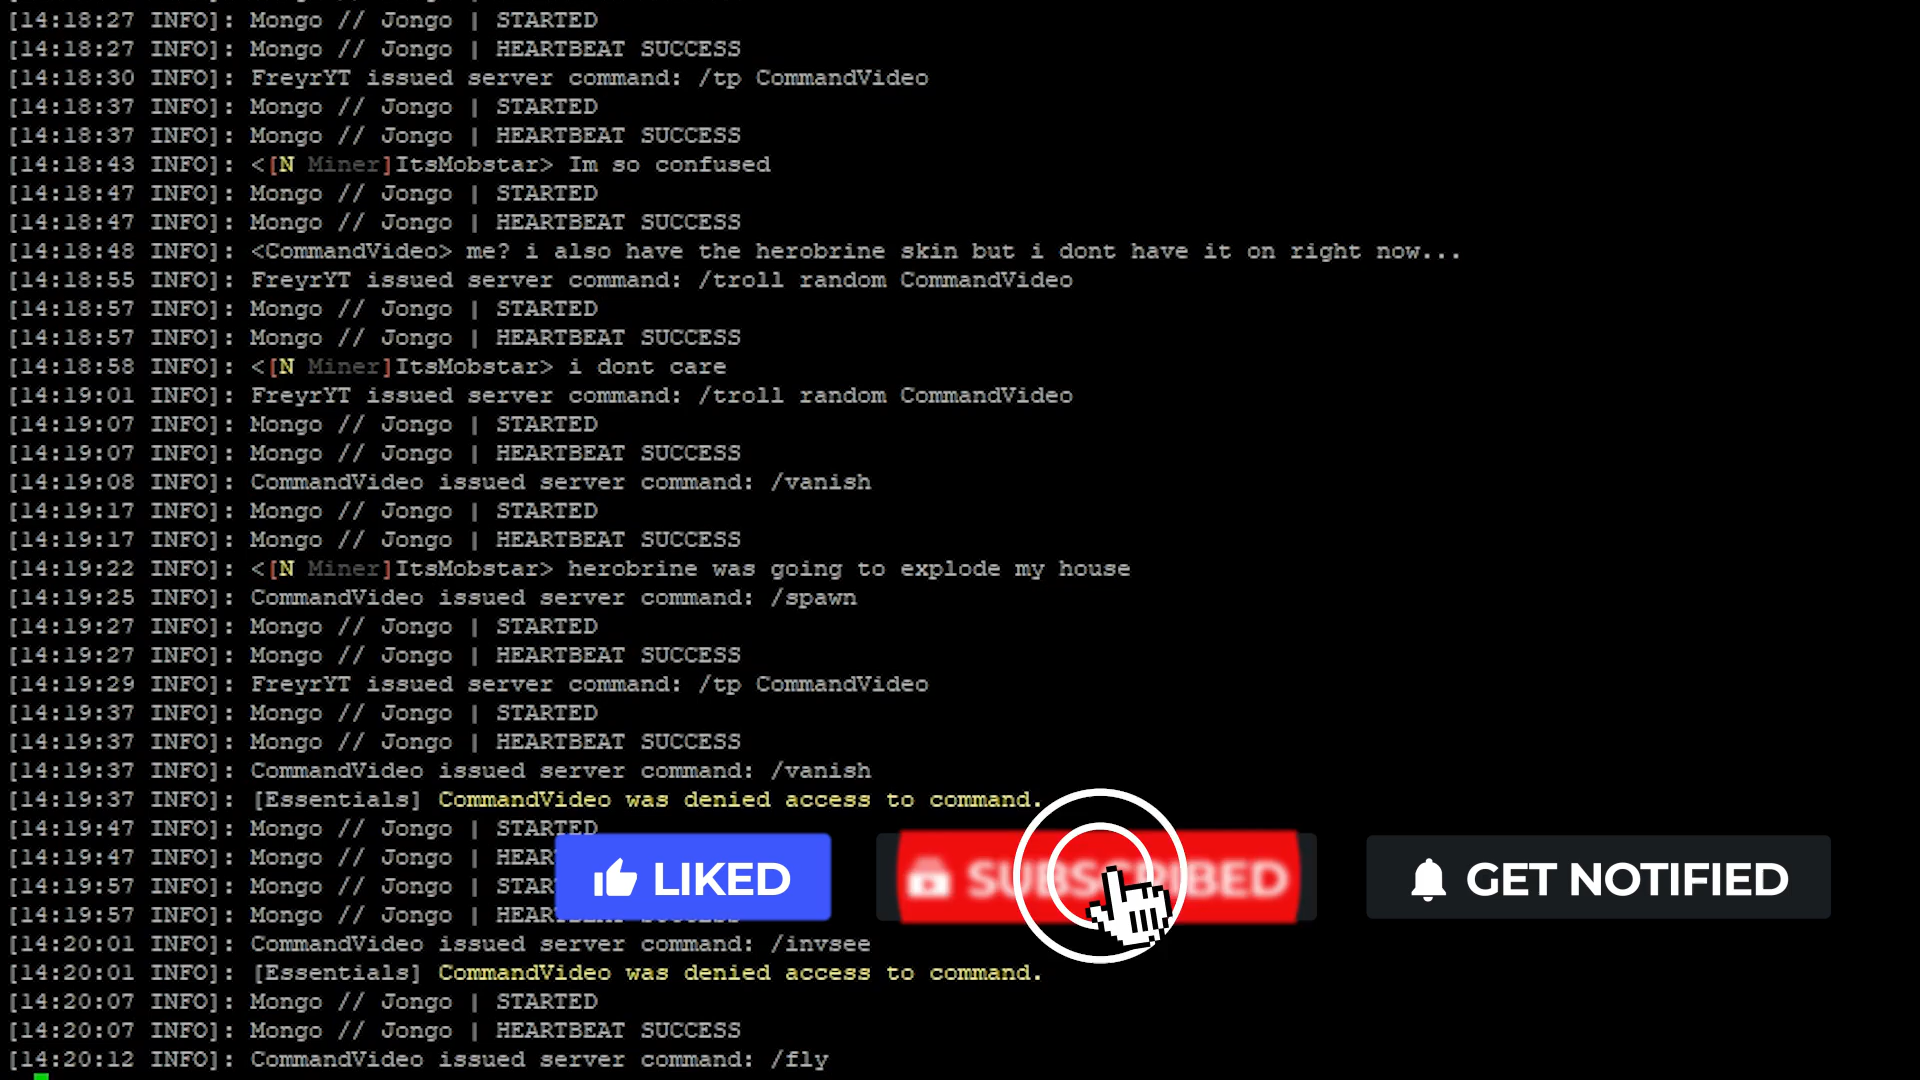 [14:18:27 INFO]: Mongo // Jongo | STARTED
[14:18:27 INFO]: Mongo // Jongo | HEARTBEAT SUCCESS
[14:18:30 INFO]: FreyrYT issued server command: /tp CommandVideo
[14:18:37 INFO]: Mongo // Jongo | STARTED
[14:18:37 INFO]: Mongo // Jongo | HEARTBEAT SUCCESS
[14:18:43 INFO]: <[N Miner]ItsMobstar> Im so confused
[14:18:47 INFO]: Mongo // Jongo | STARTED
[14:18:47 INFO]: Mongo // Jongo | HEARTBEAT SUCCESS
[14:18:48 INFO]: <CommandVideo> me? i also have the herobrine skin but i dont have it on right now...
[14:18:55 INFO]: FreyrYT issued server command: /troll random CommandVideo
[14:18:57 INFO]: Mongo // Jongo | STARTED
[14:18:57 INFO]: Mongo // Jongo | HEARTBEAT SUCCESS
[14:18:58 INFO]: <[N Miner]ItsMobstar> i dont care
[14:19:01 INFO]: FreyrYT issued server command: /troll random CommandVideo
[14:19:07 INFO]: Mongo // Jongo | STARTED
[14:19:07 INFO]: Mongo // Jongo | HEARTBEAT SUCCESS
[14:19:08 INFO]: CommandVideo issued server command: /vanish
[14:19:17 INFO]: Mongo // Jongo | STARTED
[14:19:17 INFO]: Mongo // Jongo | HEARTBEAT SUCCESS
[14:19:22 INFO]: <[N Miner]ItsMobstar> herobrine was going to explode my house
[14:19:25 INFO]: CommandVideo issued server command: /spawn
[14:19:27 INFO]: Mongo // Jongo | STARTED
[14:19:27 INFO]: Mongo // Jongo | HEARTBEAT SUCCESS
[14:19:29 INFO]: FreyrYT issued server command: /tp CommandVideo
[14:19:37 INFO]: Mongo // Jongo | STARTED
[14:19:37 INFO]: Mongo // Jongo | HEARTBEAT SUCCESS
[14:19:37 INFO]: CommandVideo issued server command: /vanish
[14:19:37 INFO]: [Essentials] CommandVideo was denied access to command.
[14:19:47 INFO]: Mongo // Jongo | STARTED
[14:19:47 INFO]: Mongo // Jongo | HEAR
[14:19:57 INFO]: Mongo // Jongo | STAR
[14:19:57 INFO]: Mongo // Jongo | HEAR
LIKED
SUBSCRIBED
GET NOTIFIED
[14:20:01 INFO]: CommandVideo issued server command: /invsee
[14:20:01 INFO]: [Essentials] CommandVideo was denied access to command.
[14:20:07 INFO]: Mongo // Jongo | STARTED
[14:20:07 INFO]: Mongo // Jongo | HEARTBEAT SUCCESS
[14:20:12 INFO]: CommandVideo issued server command: /fly